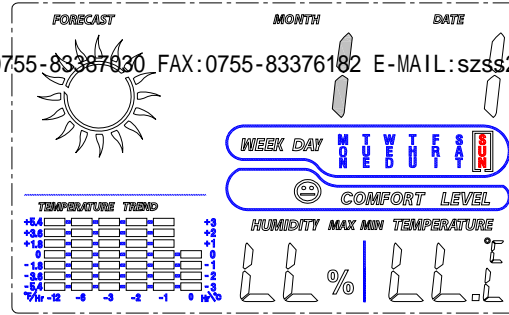 FORECAST MONTH DATE
0755-83387030 FAX:0755-83376182 E-MAIL:szss2
WEEK DAY MON TUE WED THU FRI SAT SUN
COMFORT LEVEL
TEMPERATURE TREND
HUMIDITY MAX MIN TEMPERATURE
+5.4 +3
+3.6 +2
+1.8 +1
0 0
-1.8 -1
-3.6 -2
-5.4 -3
°F/Hr -12 -6 -3 -2 -1 0 Hr/°C
% °C